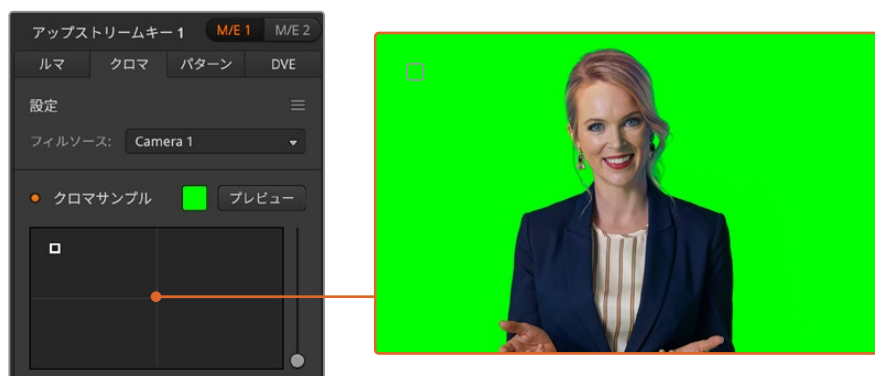 アップストリームキー 1 M/E 1 M/E 2
ルマ クロマ パターン DVE
設定
フィルソース: Camera 1
クロマサンプル プレビュー